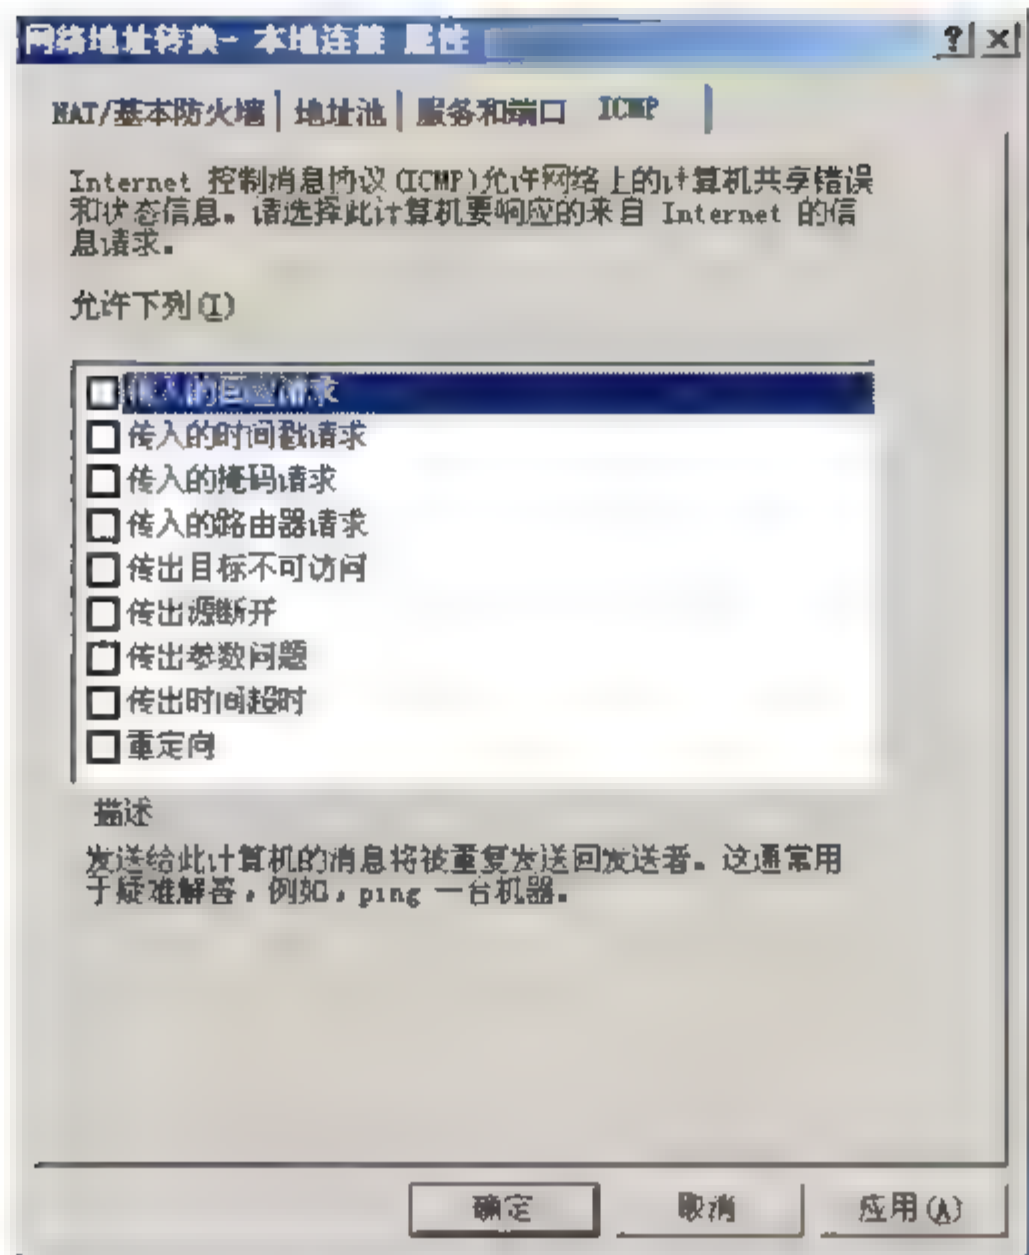 网络地址转换- 本地连接 属性
NAT/基本防火墙 地址池 服务和端口 ICMP
Internet 控制消息协议(ICMP)允许网络上的计算机共享错误
和状态信息。请选择此计算机要响应的来自 Internet 的信
息请求。
允许下列(I)
传入的回应请求
传入的时间戳请求
传入的掩码请求
传入的路由器请求
传出目标不可访问
传出源断开
传出参数问题
传出时间超时
重定向
描述
发送给此计算机的消息将被重复发送回发送者。这通常用
于疑难解答，例如，ping 一台机器。
确定 取消 应用(A)